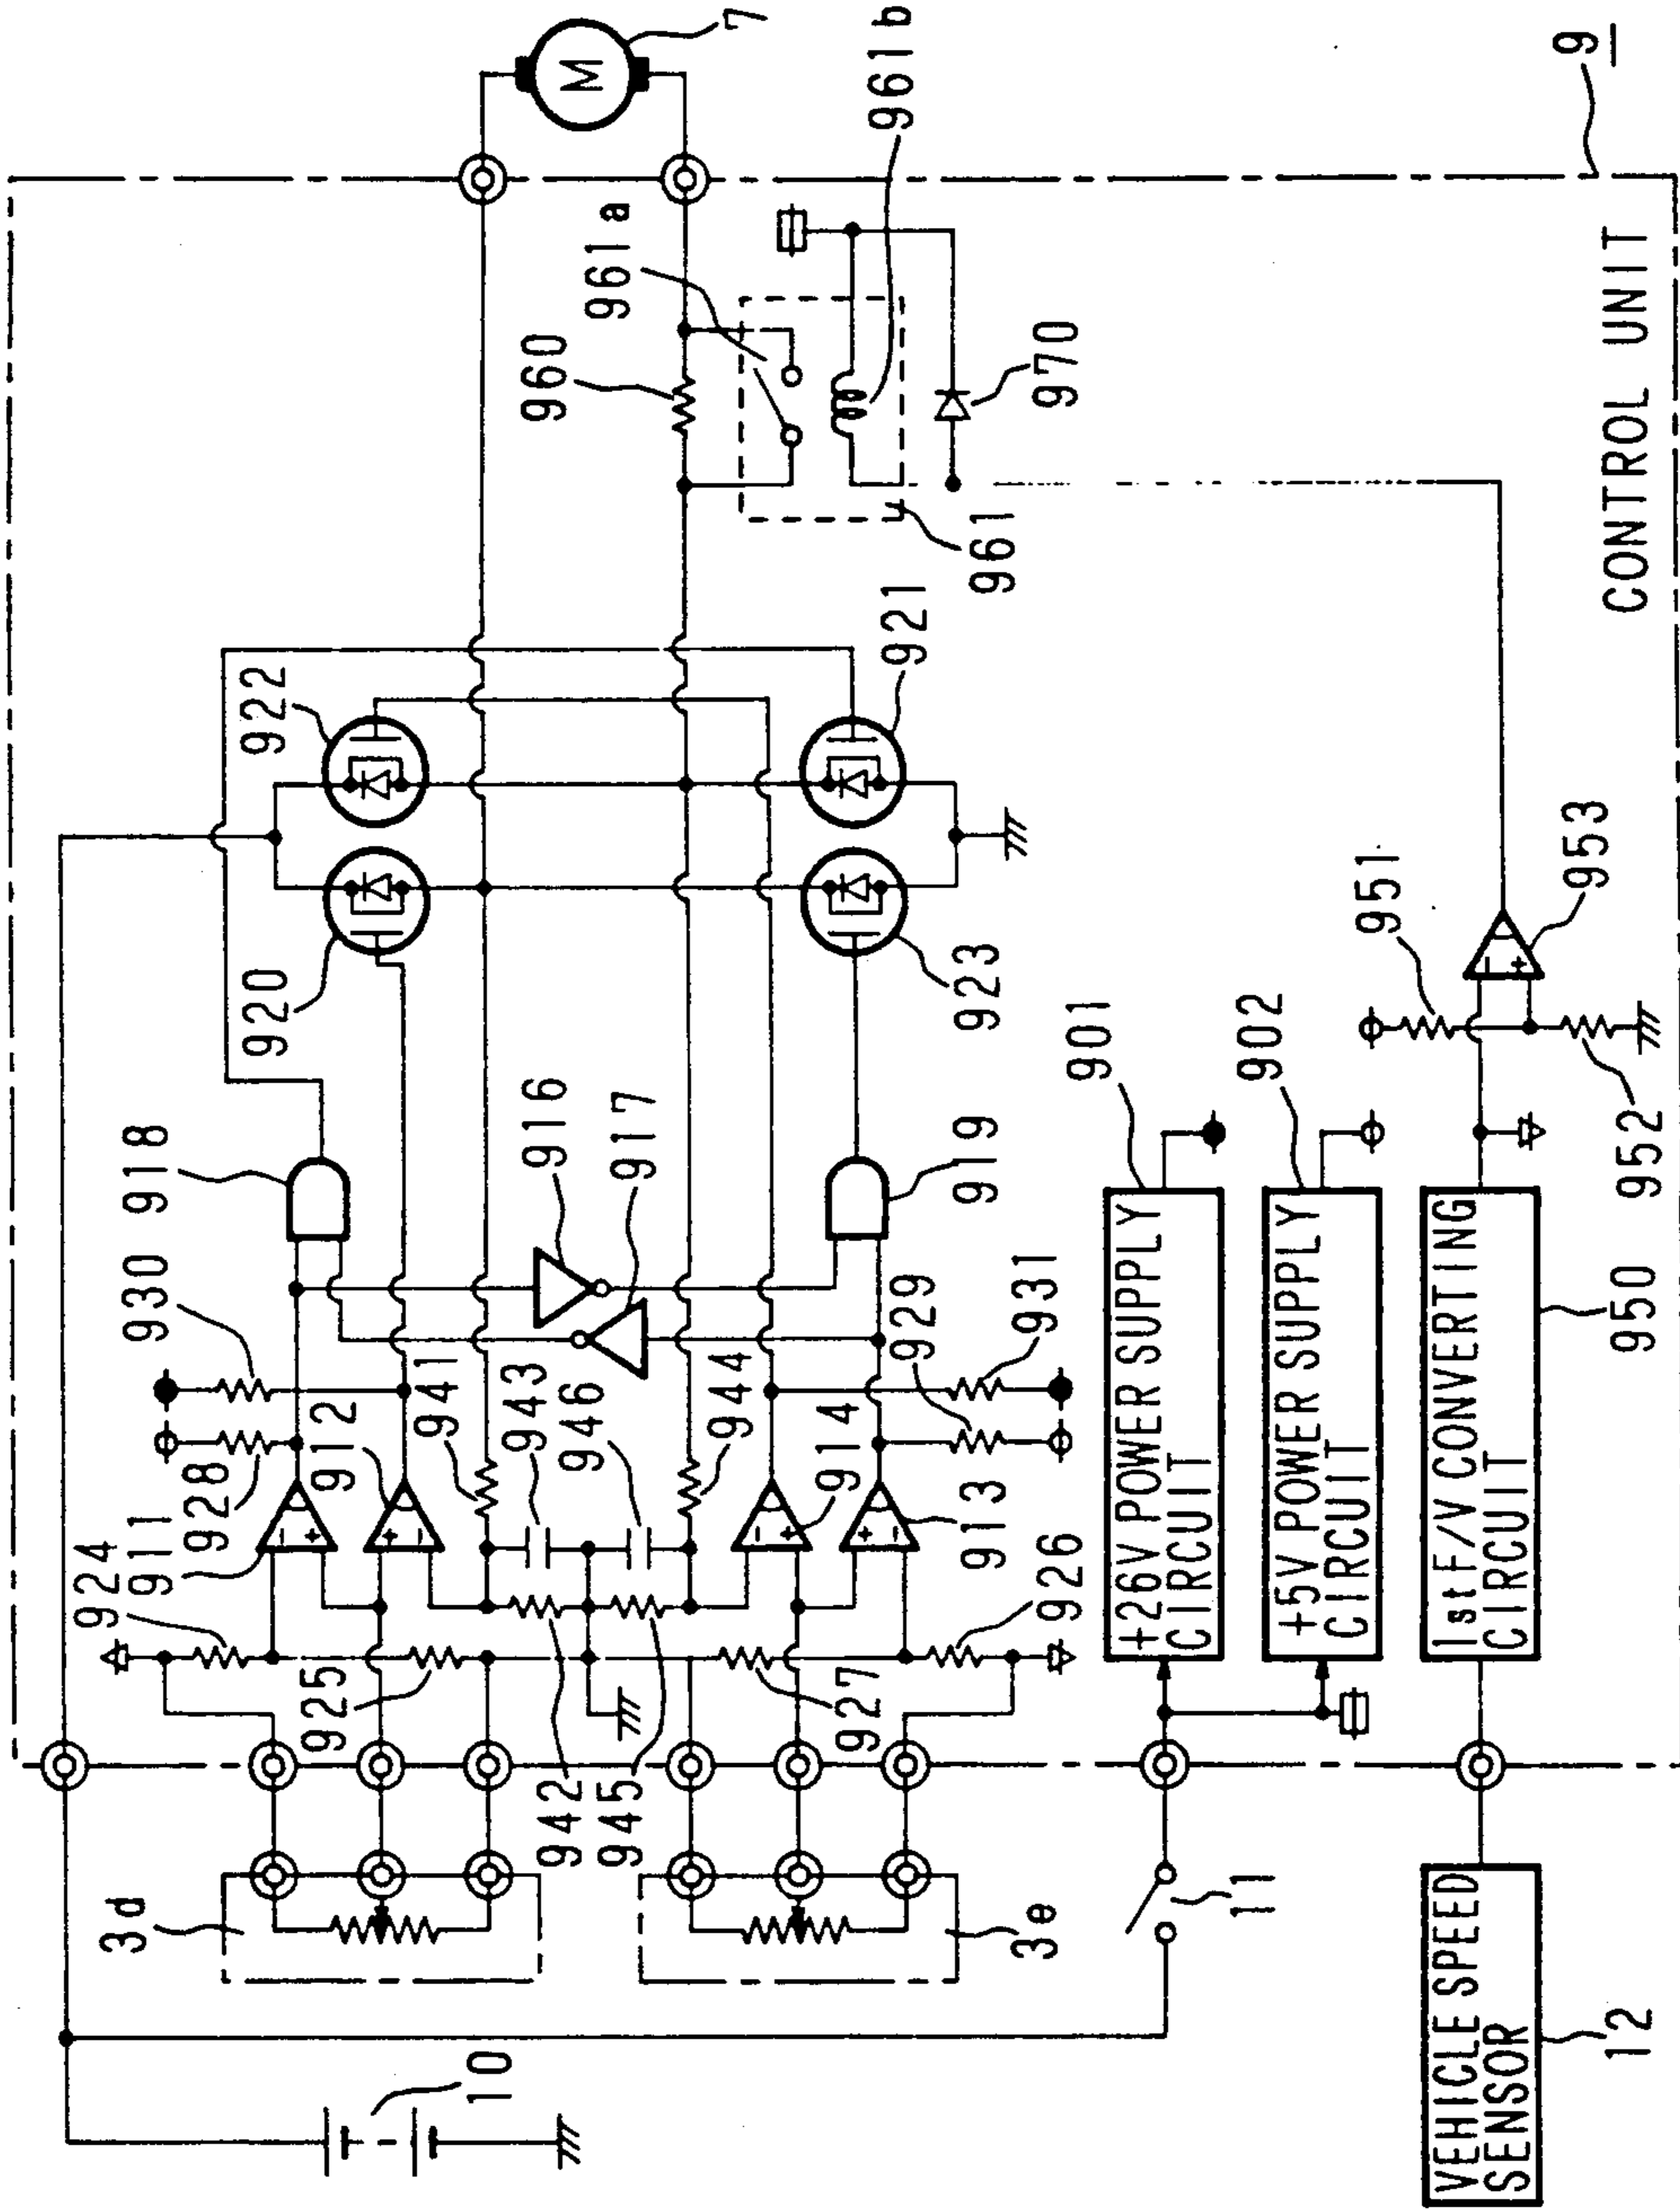 7
M
961b
9
961a
960
970
CONTROL UNIT
961
922
921
920
923
951
953
901
902
918
916
917
919
952
930
+26V POWER SUPPLY
CIRCUIT
+5V POWER SUPPLY
CIRCUIT
1stF/V CONVERTING
CIRCUIT
950
929
931
941
943
946
944
912
914
913
928
911
924
926
925
927
942
945
3d
3e
11
10
VEHICLE SPEED
SENSOR
12